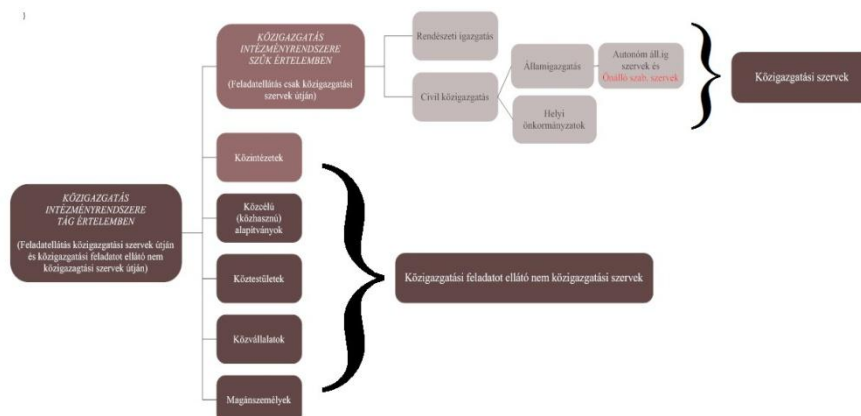 KÖZIGAZGATÁS
INTÉZMÉNYRENDSZERE
SZŰK ÉRTELEMBEN
(Feladatellátás csak közigazgatási
szervek útján)
Rendészeti igazgatás
Civil közigazgatás
Államigazgatás
Helyi
önkormányzatok
Autonóm áll.ig
szervek és
Önálló szab. szervek
Közigazgatási szervek
KÖZIGAZGATÁS
INTÉZMÉNYRENDSZERE
TÁG ÉRTELEMBEN
(Feladatellátás közigazgatási szervek útján
és közigazgatási feladatot ellátó nem
közigazagtási szervek útján)
Közintézetek
Közcélú
(közhasznú)
alapítványok
Köztestületek
Közvállalatok
Magánszemélyek
Közigazgatási feladatot ellátó nem közigazgatási szervek